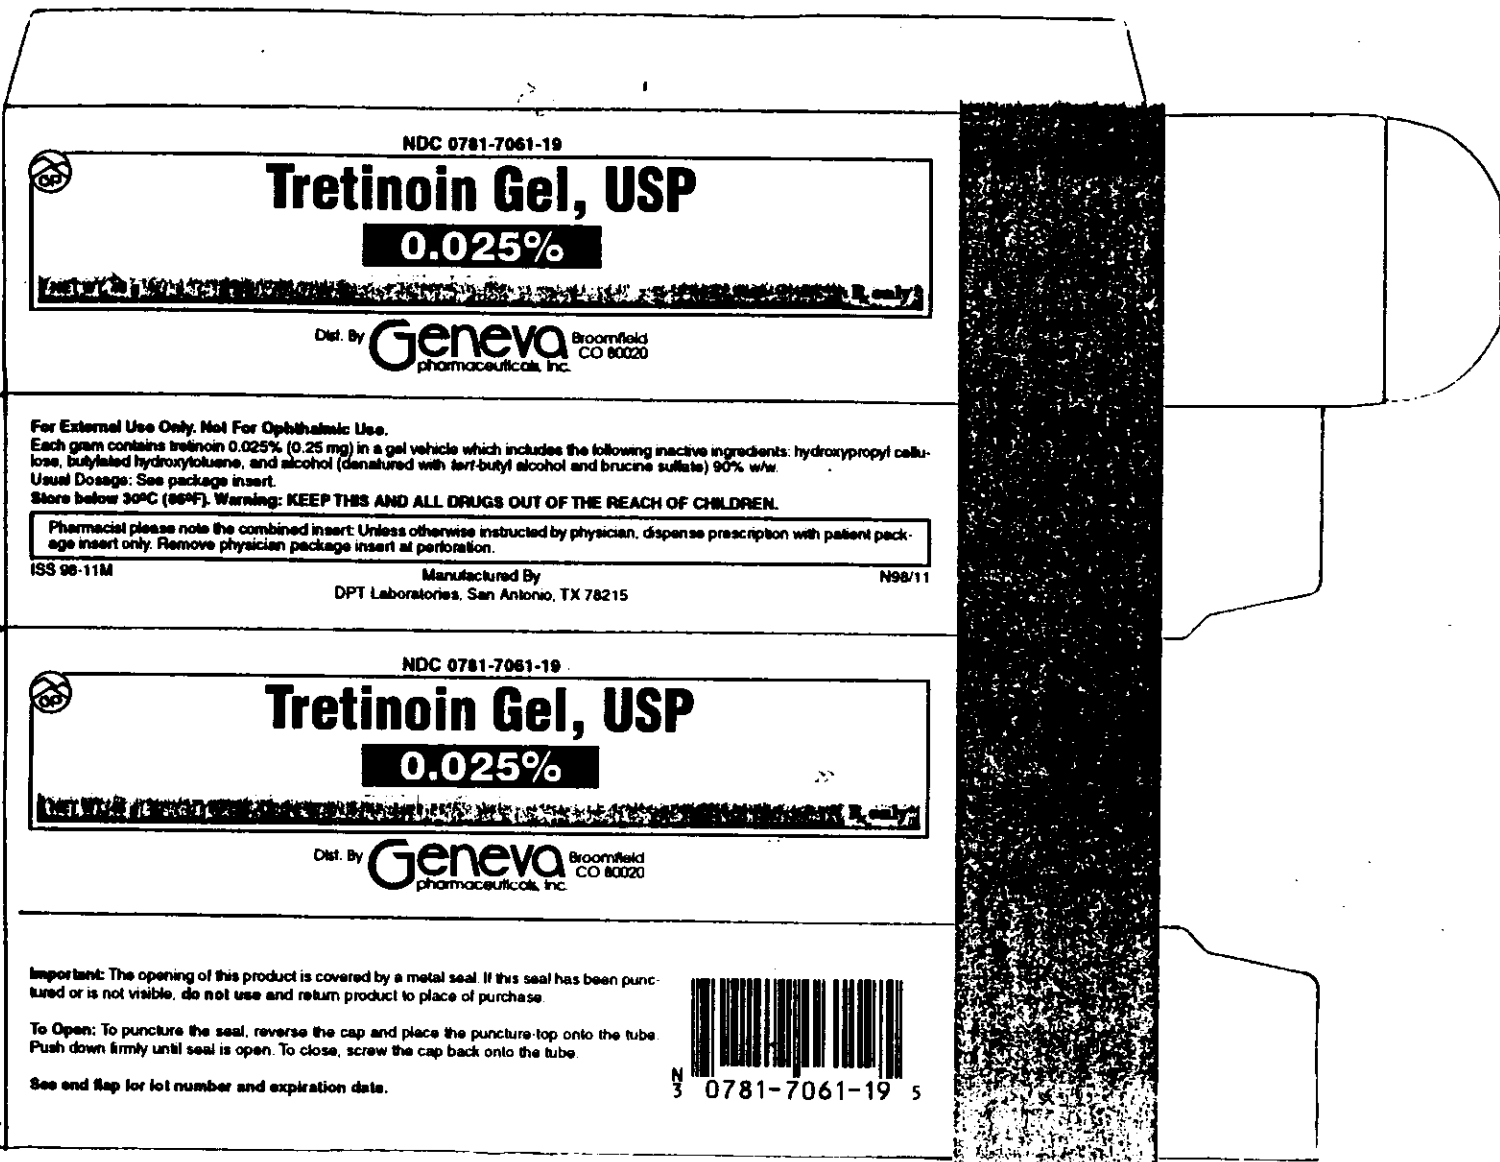 NDC 0781-7061-19
GP
Tretinoin Gel, USP
0.025%
NET WT.
Rx only
Dist. By Geneva Broomfield
pharmaceuticals, Inc. CO 80020
For External Use Only. Not For Ophthalmic Use.
Each gram contains tretinoin 0.025% (0.25 mg) in a gel vehicle which includes the following inactive ingredients: hydroxypropyl cellu-
lose, butylated hydroxytoluene, and alcohol (denatured with tert-butyl alcohol and brucine sulfate) 90% w/w.
Usual Dosage: See package insert.
Store below 30ºC (86ºF). Warning: KEEP THIS AND ALL DRUGS OUT OF THE REACH OF CHILDREN.
Pharmacist please note the combined insert: Unless otherwise instructed by physician, dispense prescription with patient pack-
age insert only. Remove physician package insert at perforation.
ISS 98-11M
Manufactured By
N98/11
DPT Laboratories, San Antonio, TX 78215
NDC 0781-7061-19
GP
Tretinoin Gel, USP
0.025%
NET WT.
Rx only
Dist. By Geneva Broomfield
pharmaceuticals, Inc. CO 80020
Important: The opening of this product is covered by a metal seal. If this seal has been punc-
tured or is not visible, do not use and return product to place of purchase.
To Open: To puncture the seal, reverse the cap and place the puncture-top onto the tube.
Push down firmly until seal is open. To close, screw the cap back onto the tube.
See end flap for lot number and expiration date.
N
3 0781-7061-19 5